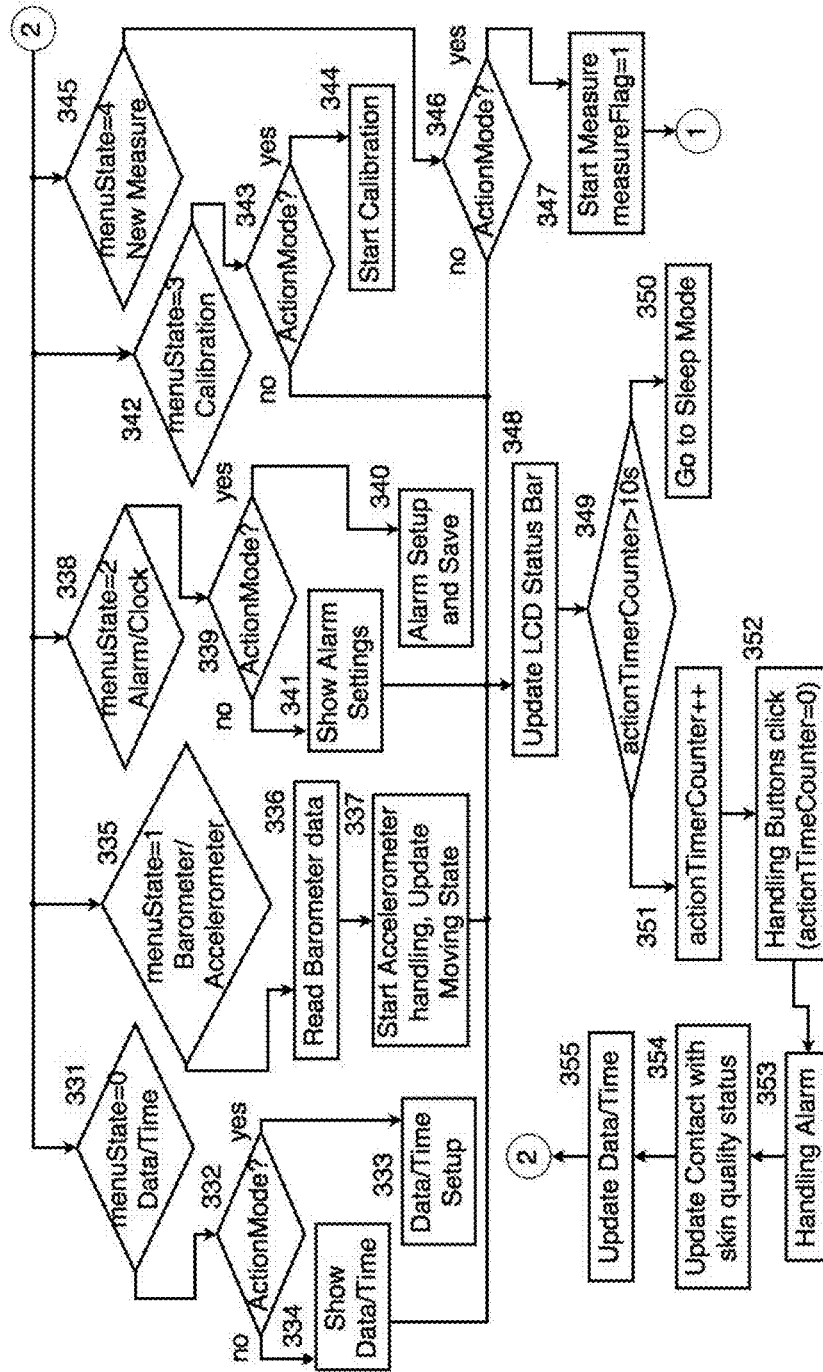 2
331
menuState=0
Data/Time
332
ActionMode?
no
yes
334
Show
Data/Time
333
Data/Time
Setup
335
menuState=1
Barometer/
Accelerometer
336
Read Barometer data
337
Start Accelerometer
handling, Update
Moving State
338
menuState=2
Alarm/Clock
339
ActionMode?
no
yes
341
Show Alarm
Settings
340
Alarm Setup
and Save
342
menuState=3
Calibration
343
ActionMode?
no
yes
344
Start Calibration
345
menuState=4
New Measure
346
ActionMode?
no
yes
347
Start Measure
measureFlag=1
1
348
Update LCD Status Bar
349
actionTimerCounter>10s
350
Go to Sleep Mode
351
actionTimerCounter++
352
Handling Buttons click
(actionTimeCounter=0)
353
Handling Alarm
354
Update Contact with
skin quality status
355
Update Data/Time
2